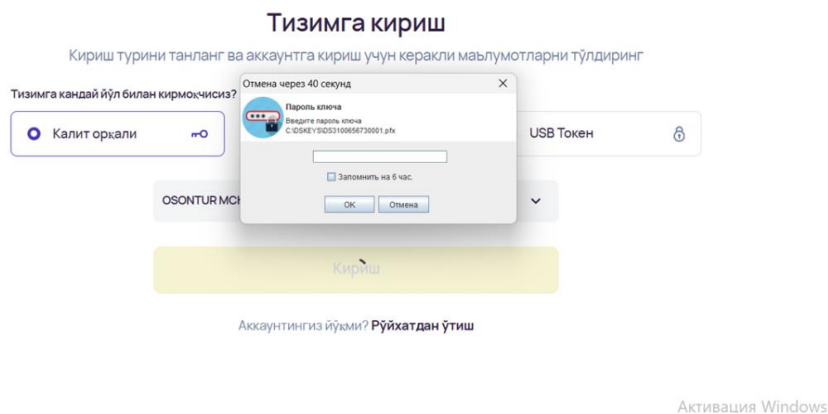 Тизимга кириш
Кириш турини танланг ва аккаунтга кириш учун керакли маълумотларни тўлдиринг
Тизимга қандай йўл билан кирмоқчисиз?
Отмена через 40 секунд
Пароль ключа
Введите пароль ключа
C:\DSKEYS\DS3100656730001.pfx
Калит орқали
USB Токен
Запомнить на 6 час.
OSONTUR MCH
OK Отмена
Кириш
Аккаунтингиз йўқми? Рўйхатдан ўтиш
Активация Windows